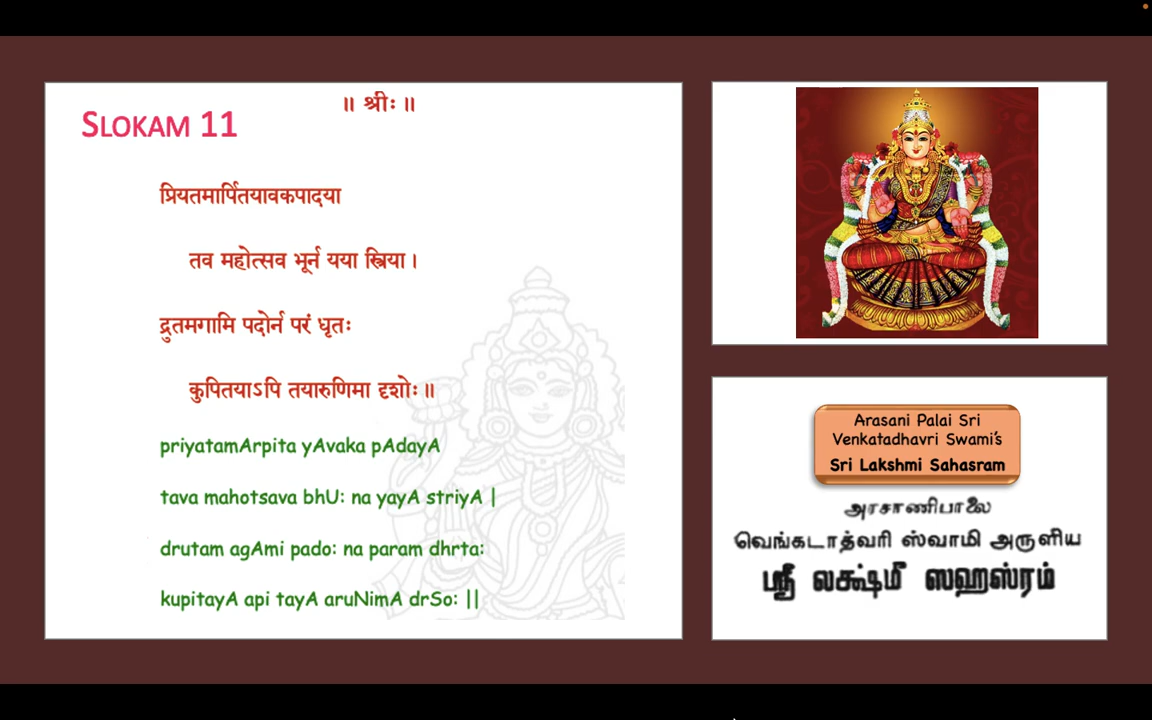 ॥ श्रीः ॥
SLOKAM 11
प्रियतमार्पितयावकपादया
तव महोत्सव भूर्न यया स्त्रिया ।
द्रुतमगामि पदोर्न परं धृतः
कुपितयाऽपि तयारुणिमा दृशोः ॥
priyatamArpita yAvaka pAdayA
tava mahotsava bhU: na yayA striyA |
drutam agAmi pado: na param dhrta:
kupitayA api tayA aruNimA drSo: ||
Arasani Palai Sri
Venkatadhavri Swami's
Sri Lakshmi Sahasram
அரசாணிபாலை
வெங்கடாத்வரி ஸ்வாமி அருளிய
ஸ்ரீ லக்ஷ்மீ ஸஹஸ்ரம்